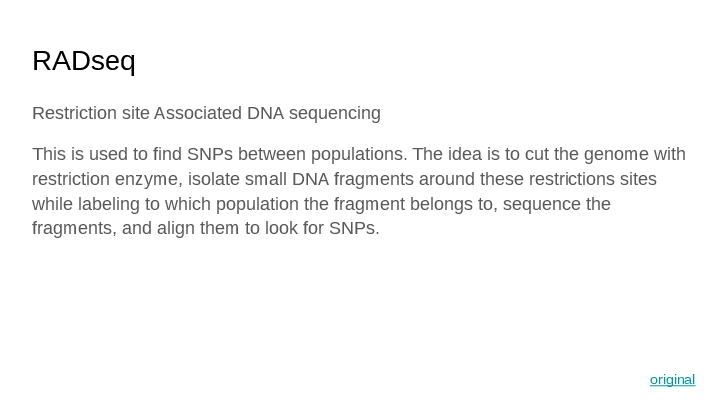 RADseq
Restriction site Associated DNA sequencing
This is used to find SNPs between populations. The idea is to cut the genome with
restriction enzyme, isolate small DNA fragments around these restrictions sites
while labeling to which population the fragment belongs to, sequence the
fragments, and align them to look for SNPs.
original